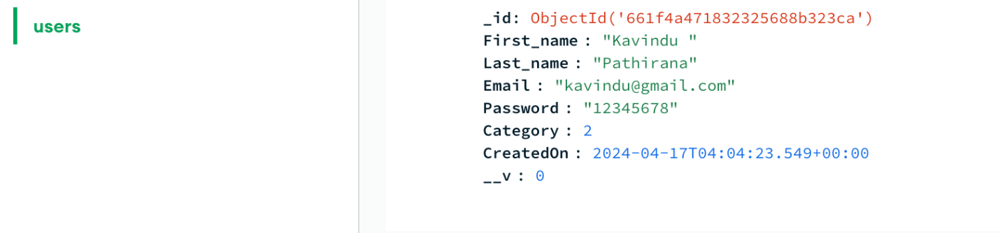 users
_id: ObjectId('661f4a471832325688b323ca')
First_name : "Kavindu "
Last_name : "Pathirana"
Email : "kavindu@gmail.com"
Password : "12345678"
Category : 2
CreatedOn : 2024-04-17T04:04:23.549+00:00
__v : 0